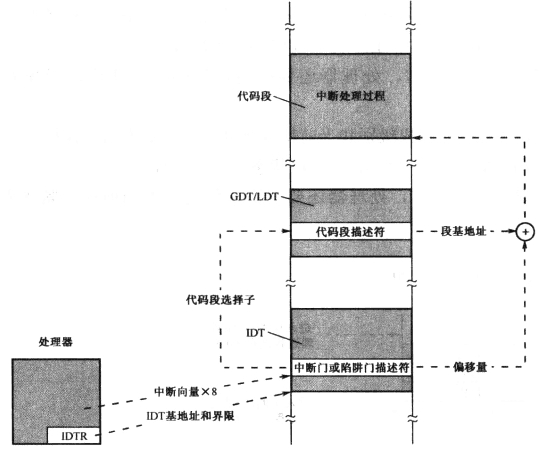 代码段
中断处理过程
GDT/LDT
代码段描述符
段基地址
+
代码段选择子
IDT
处理器
中断门或陷阱门描述符
偏移量
中断向量×8
IDT基地址和界限
IDTR